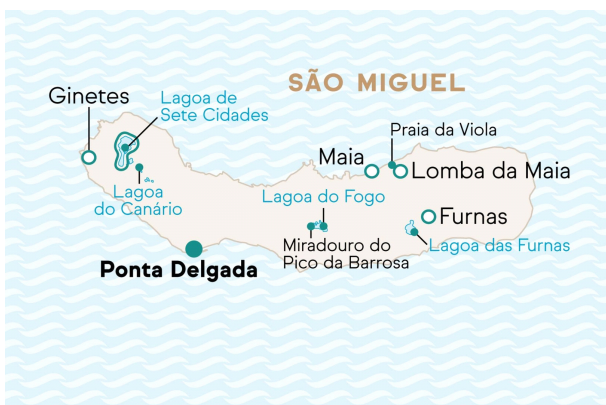 SÃO MIGUEL
Ginetes
Lagoa de
Sete Cidades
Praia da Viola
Maia
Lomba da Maia
Lagoa
do Canário
Lagoa do Fogo
Furnas
Miradouro do
Pico da Barrosa
Lagoa das Furnas
Ponta Delgada